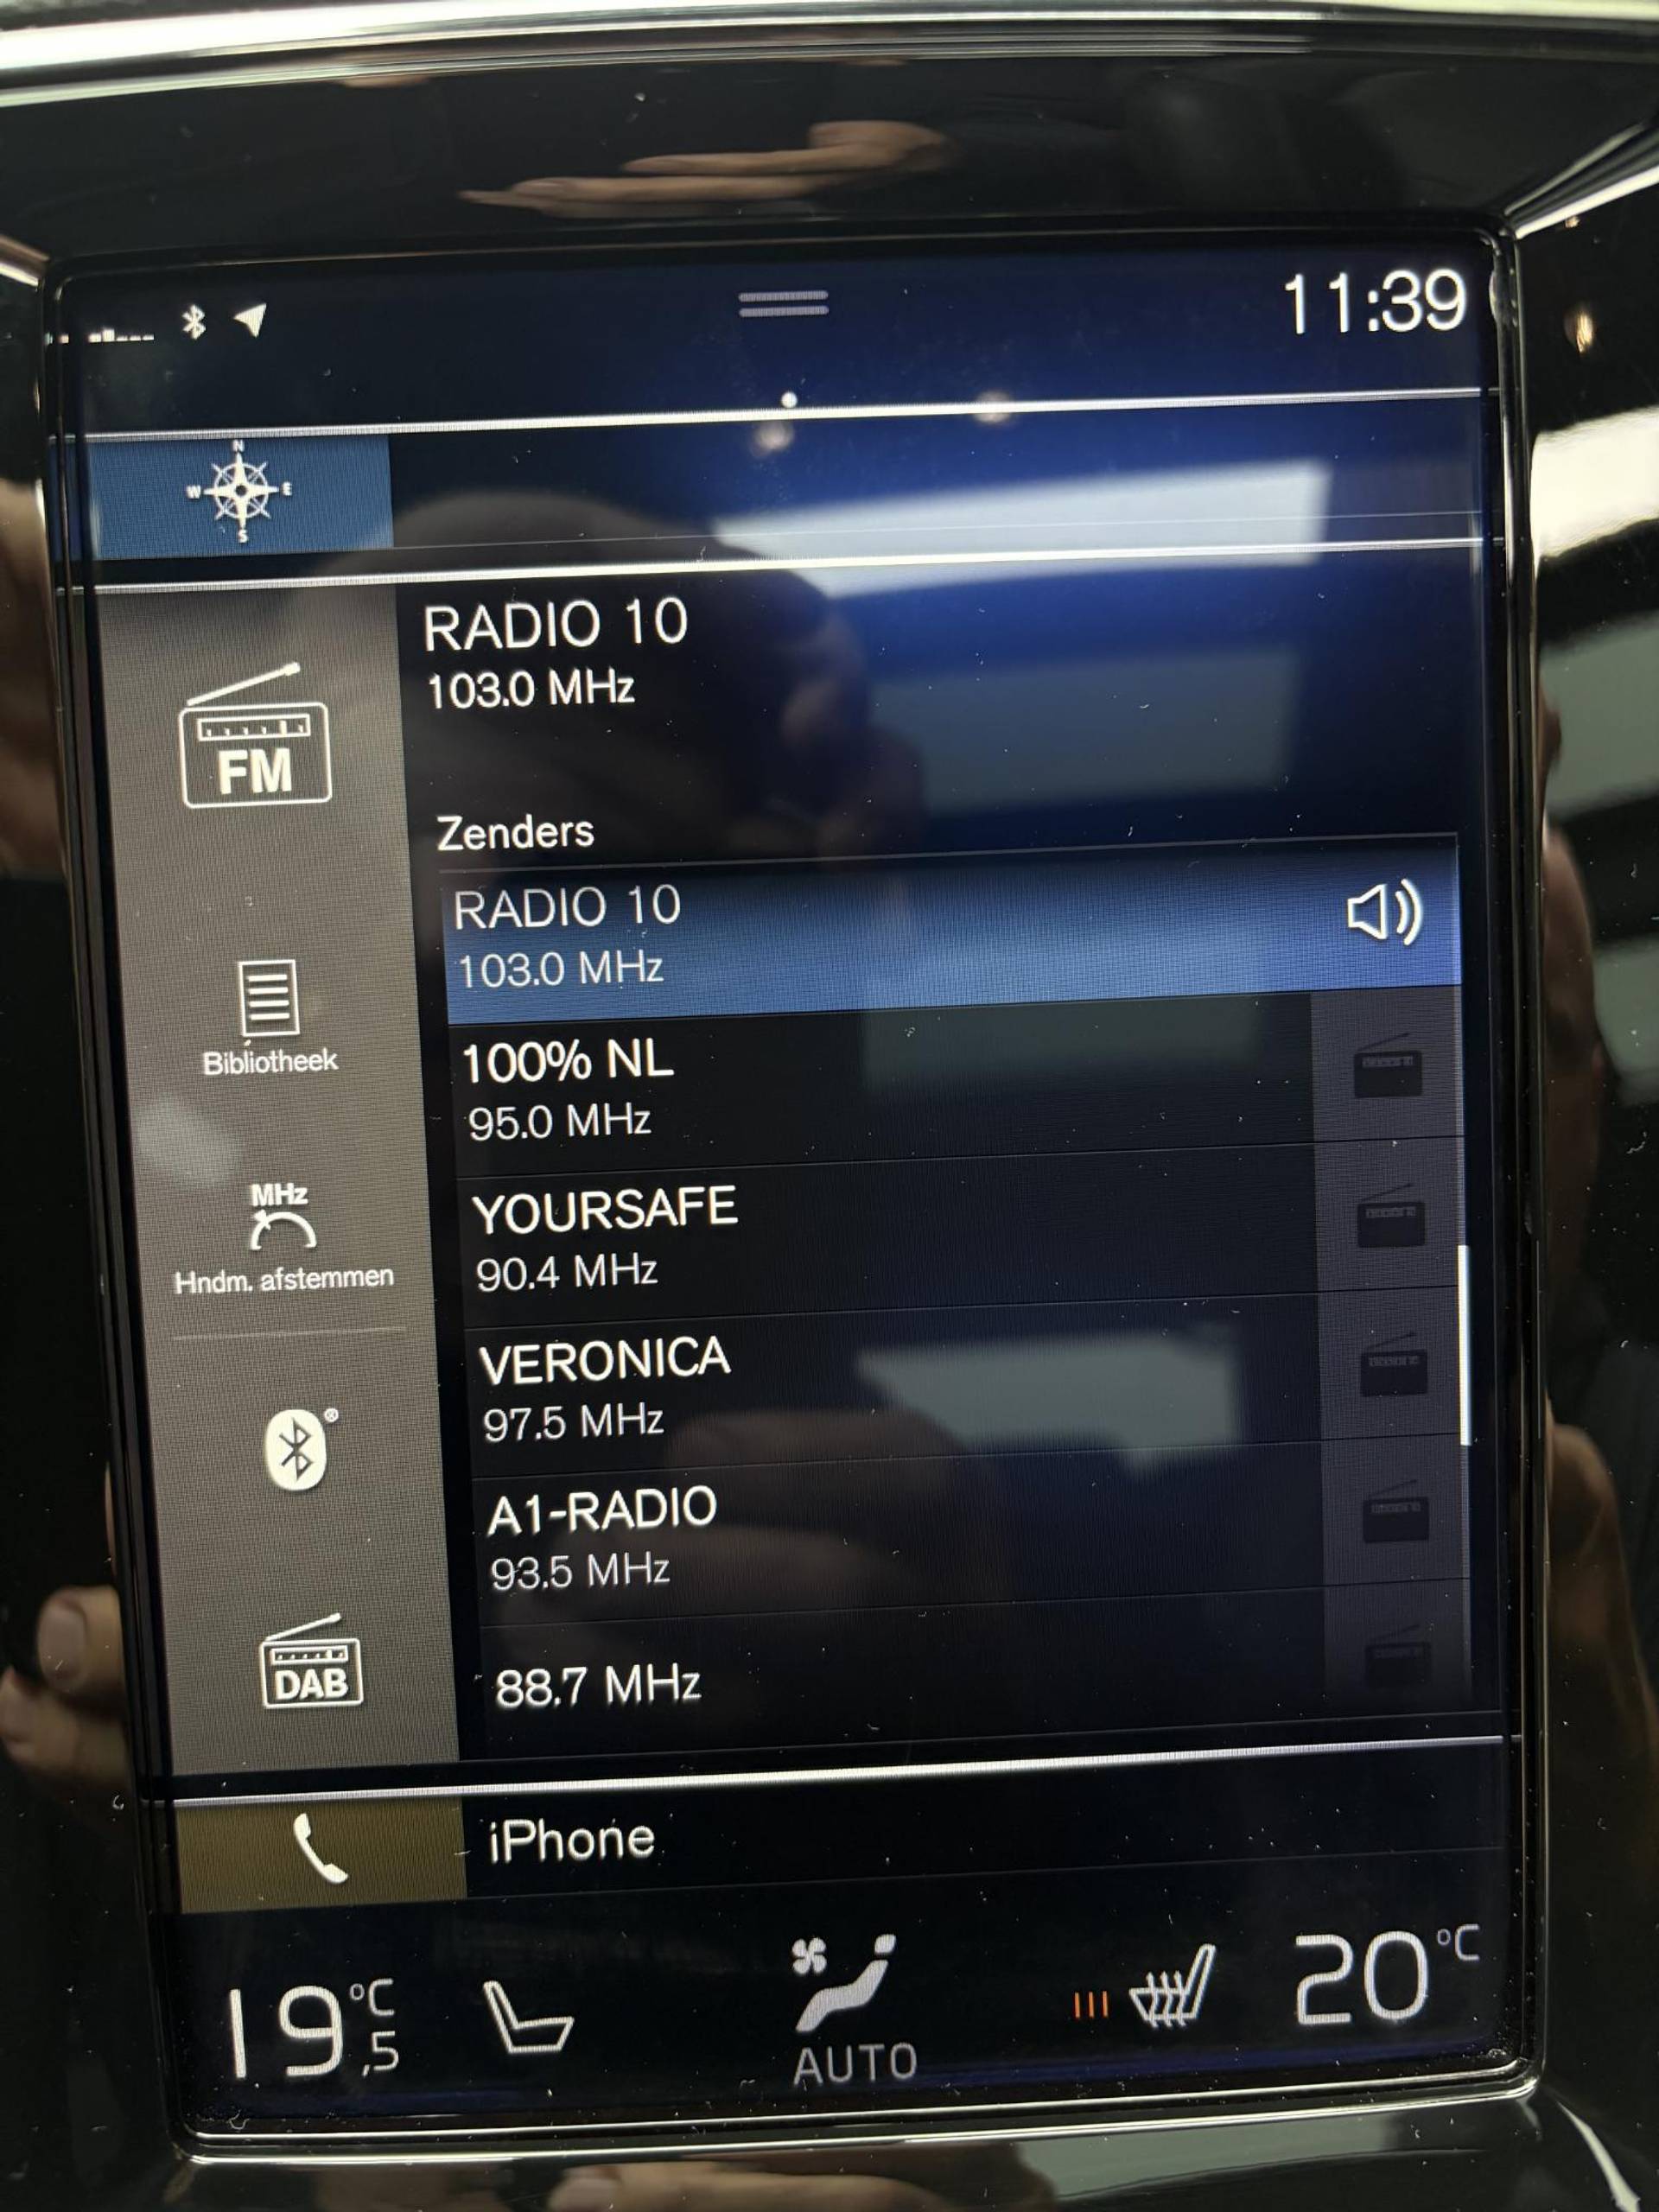 11:39
N
W E
S
RADIO 10
103.0 MHz
FM
Zenders
RADIO 10
103.0 MHz
Bibliotheek
100% NL
95.0 MHz
MHz
Hndm. afstemmen
YOURSAFE
90.4 MHz
VERONICA
97.5 MHz
A1-RADIO
93.5 MHz
DAB
88.7 MHz
iPhone
19,5 °C
AUTO
20 °C